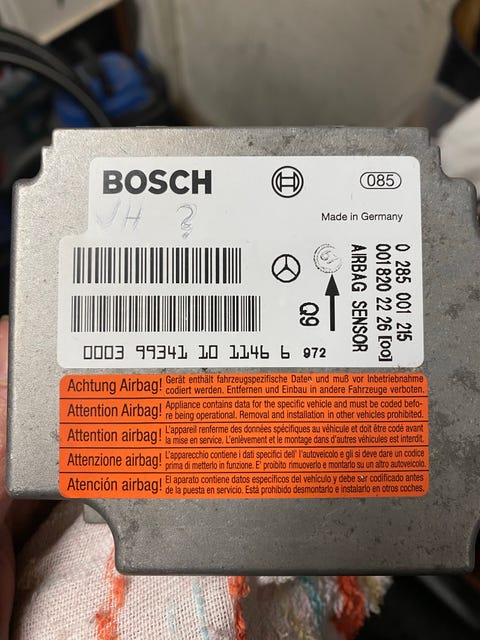 BOSCH
085
Made in Germany
VH ?
0 285 001 215
001 820 22 26 [00]
AIRBAG SENSOR
Q9
0003 99341 10 1146 6 972
Achtung Airbag! Gerät enthält fahrzeugspezifische Daten und muß vor Inbetriebnahme
codiert werden. Entfernen und Einbau in andere Fahrzeuge verboten.
Attention Airbag! Appliance contains data for the specific vehicle and must be coded befo-
re being operational. Removal and installation in other vehicles prohibited.
Attention airbag! L'appareil renferme des données spécifiques au véhicule et doit être codé avant
la mise en service. L'enlèvement et le montage dans d'autres véhicules est interdit.
Attenzione airbag! L'apparecchio contiene i dati specifici dell' l'autoveicolo e gli si deve dare un codice
prima di metterlo in funzione. E' proibito rimuoverlo e montarlo su un altro autoveicolo.
Atención airbag! El aparato contiene datos específicos del vehículo y debe ser codificado antes
de la puesta en servicio. Está prohibido desmontarlo e instalarlo en otros coches.